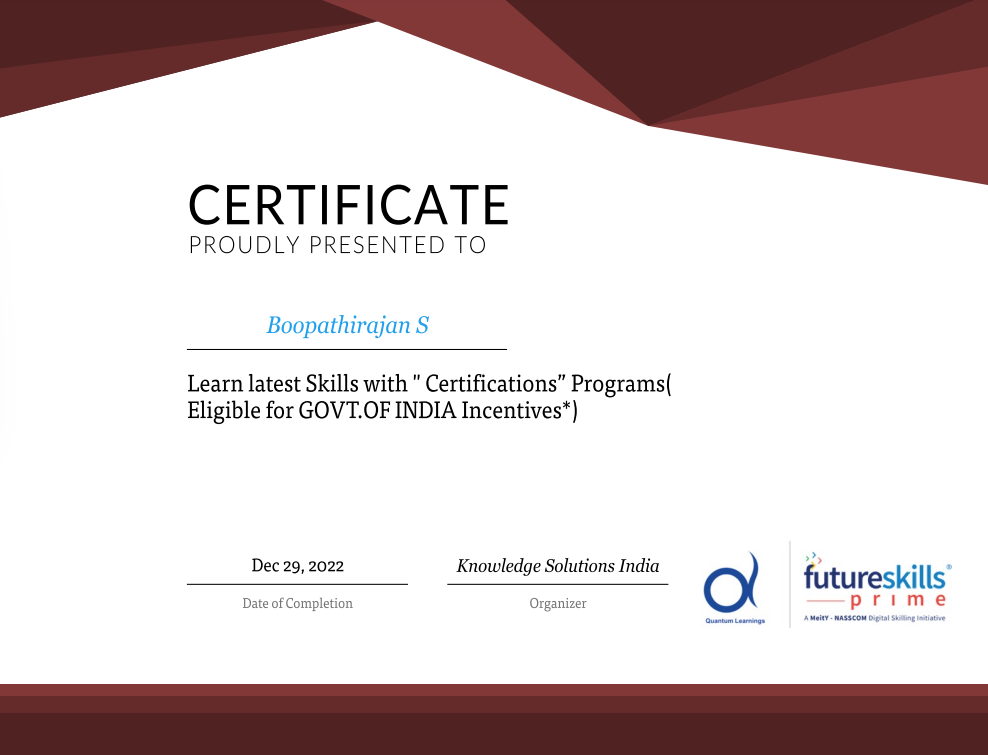 CERTIFICATE
PROUDLY PRESENTED TO
Boopathirajan S
Learn latest Skills with " Certifications” Programs(
Eligible for GOVT.OF INDIA Incentives*)
Dec 29, 2022
Date of Completion
Knowledge Solutions India
Organizer
Quantum Learnings
futureskills®
prime
A MeitY - NASSCOM Digital Skilling Initiative